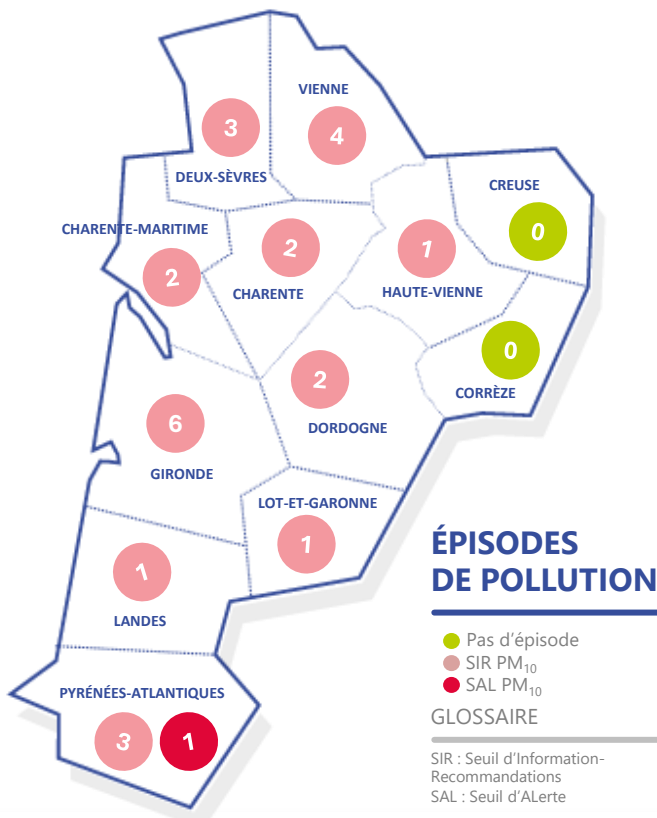 VIENNE
3
4
DEUX-SÈVRES
CREUSE
0
CHARENTE-MARITIME
2
2
1
CHARENTE
HAUTE-VIENNE
0
2
CORRÈZE
DORDOGNE
6
GIRONDE
LOT-ET-GARONNE
1
1
LANDES
PYRÉNÉES-ATLANTIQUES
3
1
ÉPISODES
DE POLLUTION
Pas d'épisode
SIR PM₁₀
SAL PM₁₀
GLOSSAIRE
SIR : Seuil d'Information-
Recommandations
SAL : Seuil d'ALerte